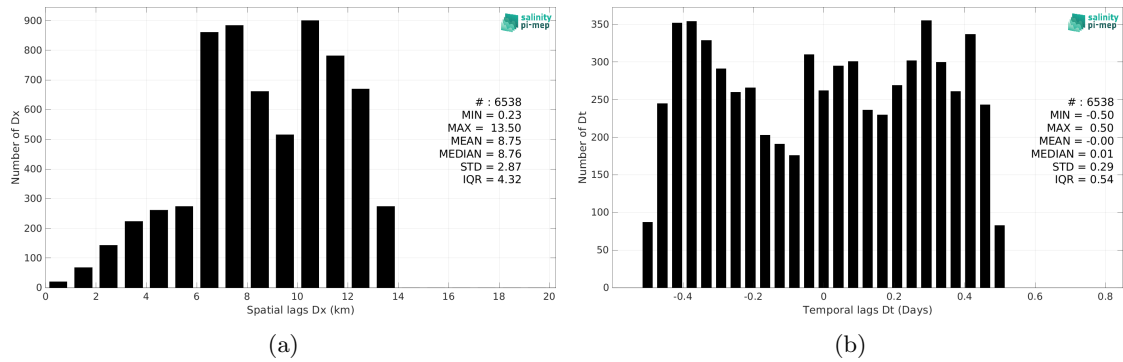 salinity
pi-mep
900
800
700
600
500
400
300
200
100
0
Number of Dx
# : 6538
MIN = 0.23
MAX = 13.50
MEAN = 8.75
MEDIAN = 8.76
STD = 2.87
IQR = 4.32
0 2 4 6 8 10 12 14 16 18 20
Spatial lags Dx (km)
(a)
salinity
pi-mep
350
300
250
200
150
100
50
0
Number of Dt
# : 6538
MIN = -0.50
MAX = 0.50
MEAN = -0.00
MEDIAN = 0.01
STD = 0.29
IQR = 0.54
-0.4 -0.2 0 0.2 0.4 0.6 0.8
Temporal lags Dt (Days)
(b)